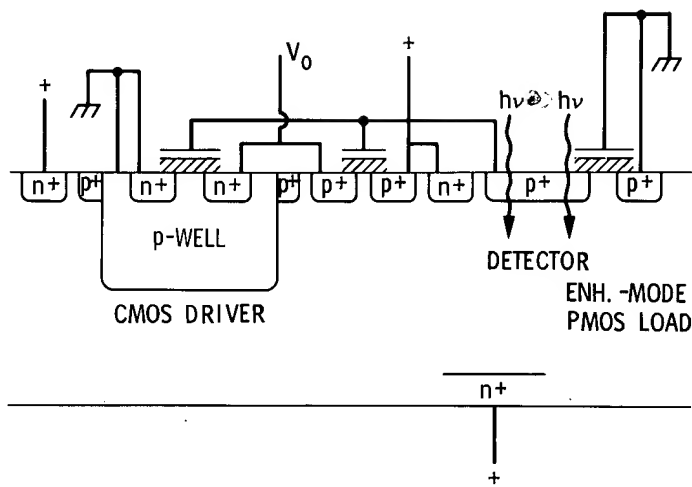 V₀
+
+
hν hν
n+ p+ n+ n+ p+ p+ p+ n+ p+ p+
p-WELL
DETECTOR
ENH.-MODE
PMOS LOAD
CMOS DRIVER
n+
+